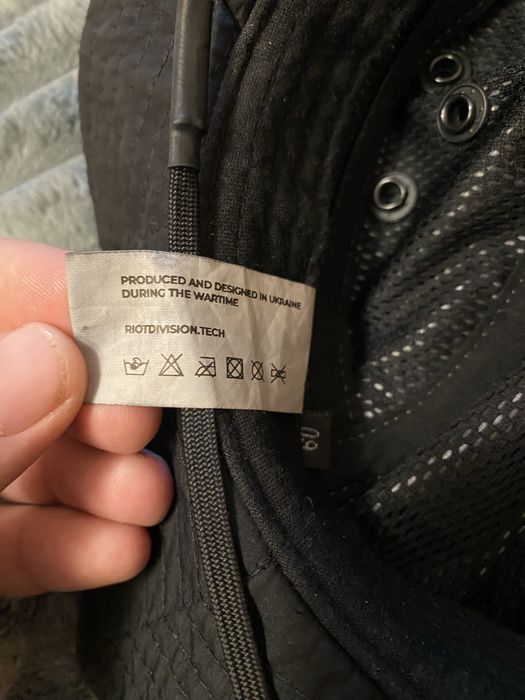 PRODUCED AND DESIGNED IN UKRAINE
DURING THE WARTIME
RIOTDIVISION.TECH